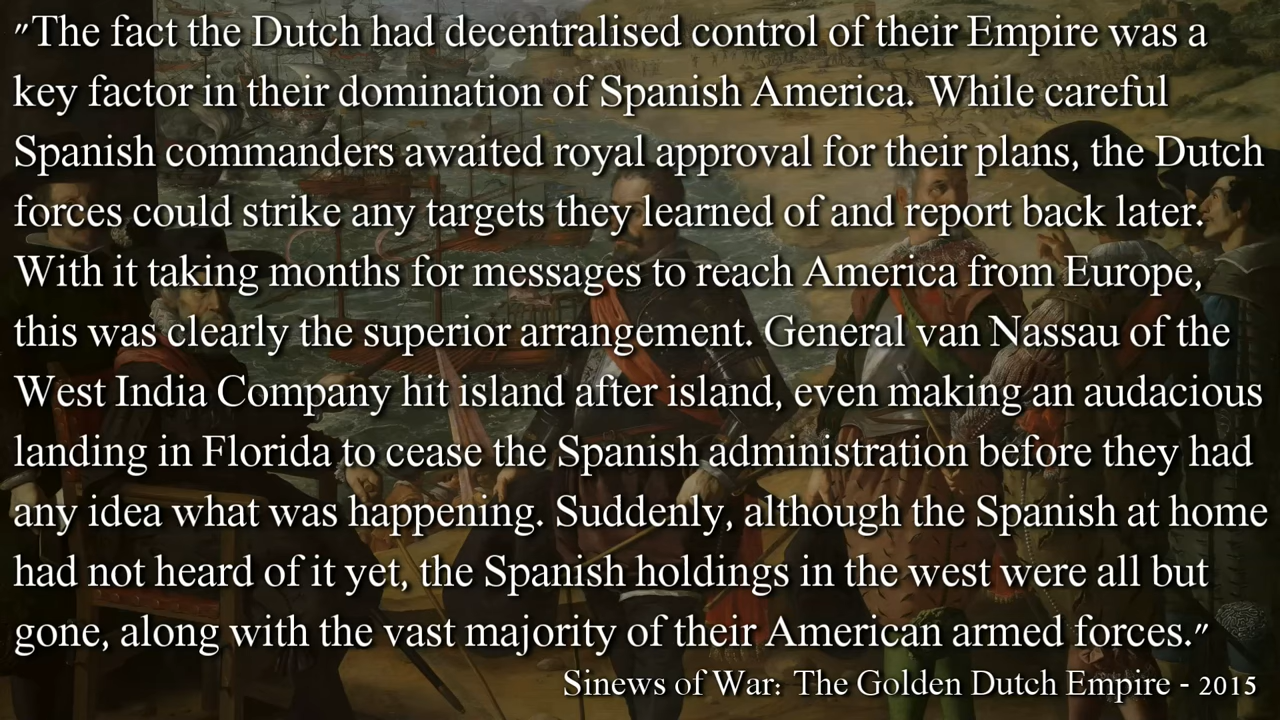 "The fact the Dutch had decentralised control of their Empire was a
key factor in their domination of Spanish America. While careful
Spanish commanders awaited royal approval for their plans, the Dutch
forces could strike any targets they learned of and report back later.
With it taking months for messages to reach America from Europe,
this was clearly the superior arrangement. General van Nassau of the
West India Company hit island after island, even making an audacious
landing in Florida to cease the Spanish administration before they had
any idea what was happening. Suddenly, although the Spanish at home
had not heard of it yet, the Spanish holdings in the west were all but
gone, along with the vast majority of their American armed forces."
Sinews of War: The Golden Dutch Empire - 2015